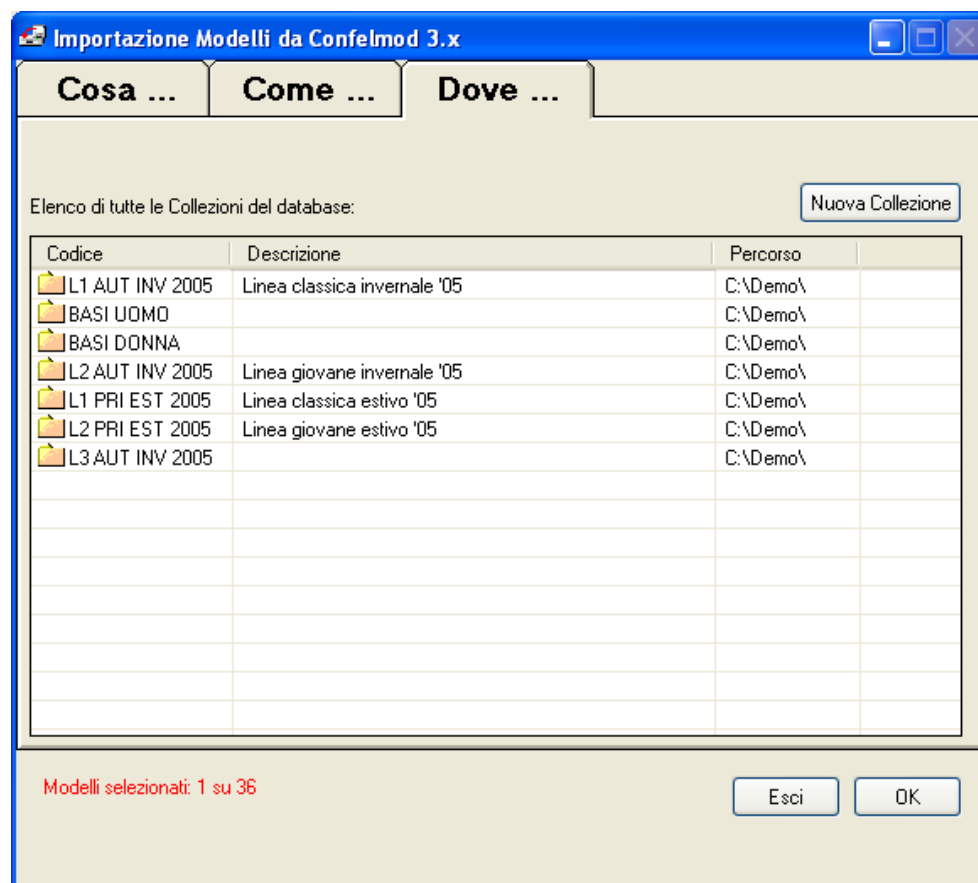 Importazione Modelli da Confelmod 3.x
Cosa ... Come ... Dove ...
Elenco di tutte le Collezioni del database: Nuova Collezione
Codice Descrizione Percorso
L1 AUT INV 2005 Linea classica invernale '05 C:\Demo\
BASI UOMO C:\Demo\
BASI DONNA C:\Demo\
L2 AUT INV 2005 Linea giovane invernale '05 C:\Demo\
L1 PRI EST 2005 Linea classica estivo '05 C:\Demo\
L2 PRI EST 2005 Linea giovane estivo '05 C:\Demo\
L3 AUT INV 2005 C:\Demo\
Modelli selezionati: 1 su 36 Esci OK